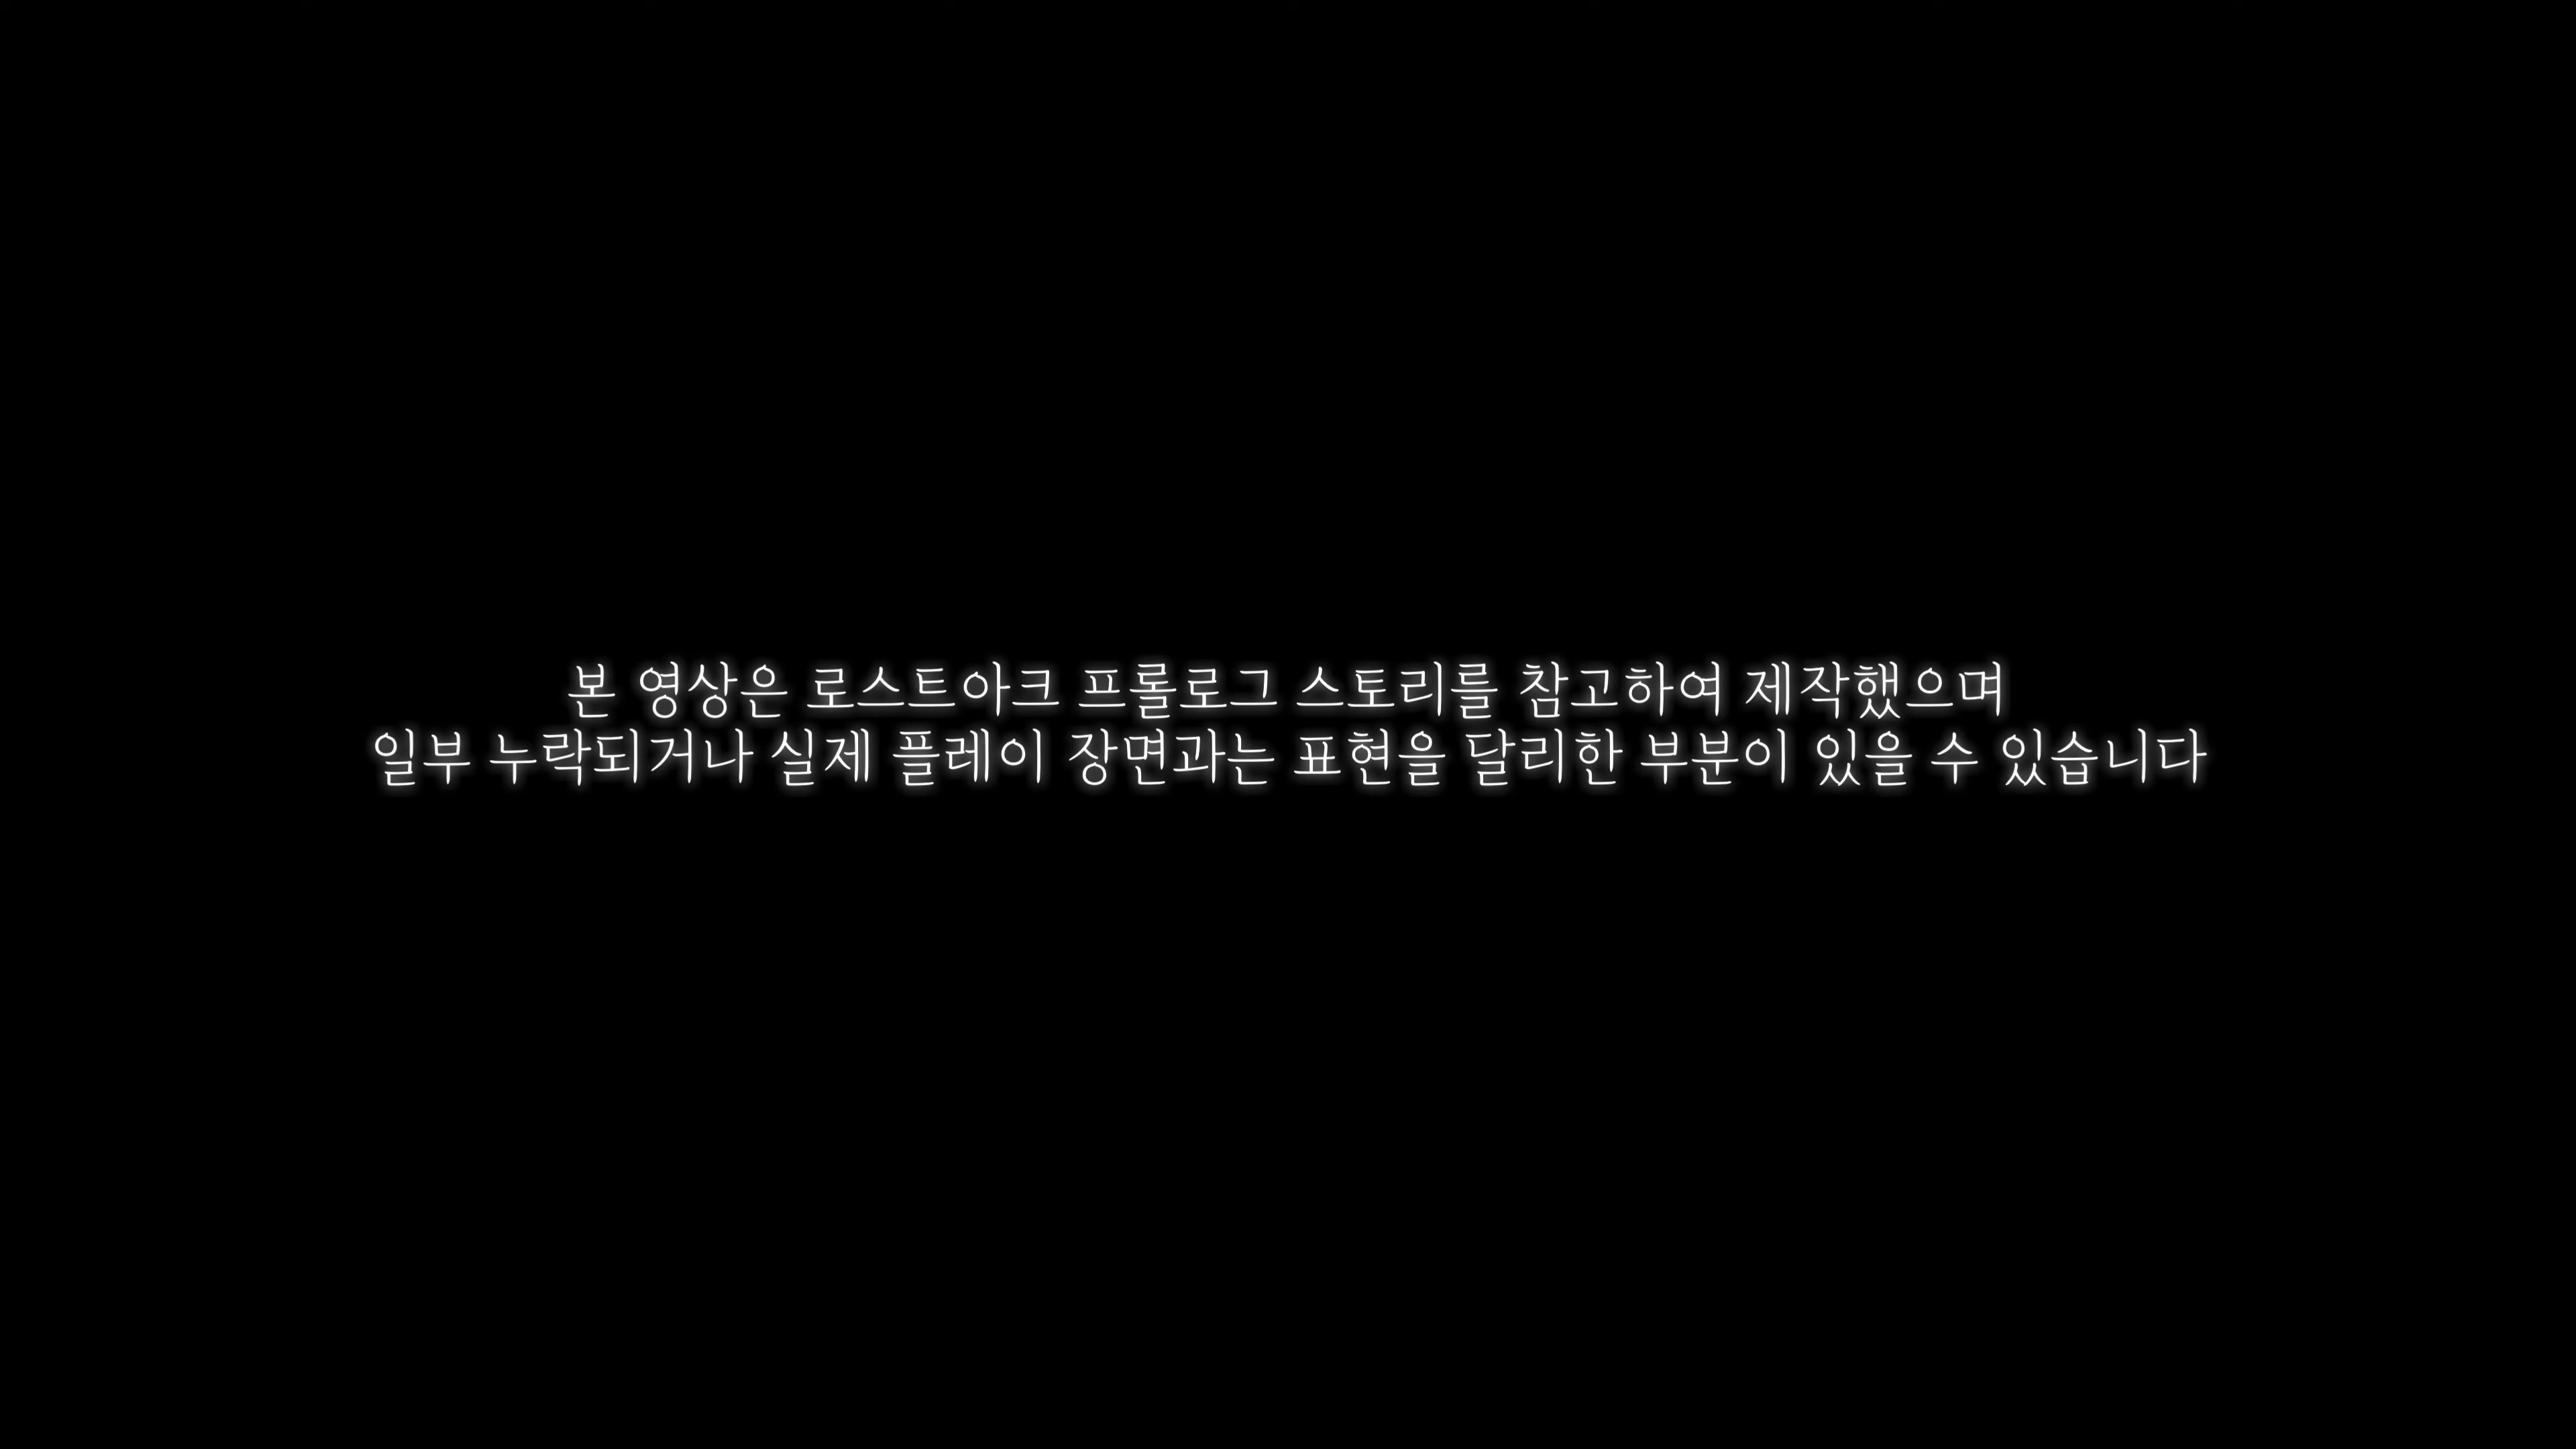 본 영상은 로스트아크 프롤로그 스토리를 참고하여 제작했으며
일부 누락되거나 실제 플레이 장면과는 표현을 달리한 부분이 있을 수 있습니다